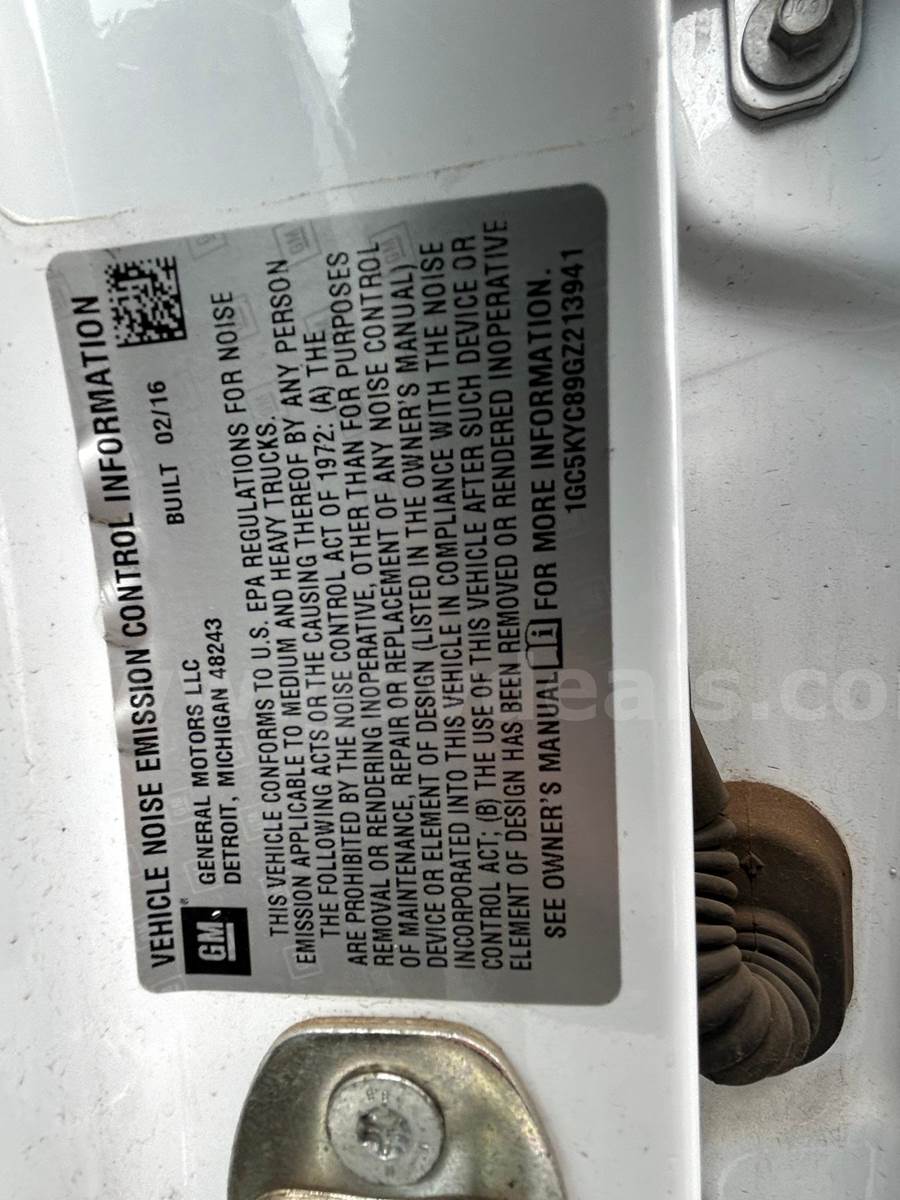 VEHICLE NOISE EMISSION CONTROL INFORMATION
GM
®
GENERAL MOTORS LLC
DETROIT, MICHIGAN 48243
BUILT 02/16
THIS VEHICLE CONFORMS TO U.S. EPA REGULATIONS FOR NOISE
EMISSION APPLICABLE TO MEDIUM AND HEAVY TRUCKS.
THE FOLLOWING ACTS OR THE CAUSING THEREOF BY ANY PERSON
ARE PROHIBITED BY THE NOISE CONTROL ACT OF 1972: (A) THE
REMOVAL OR RENDERING INOPERATIVE, OTHER THAN FOR PURPOSES
OF MAINTENANCE, REPAIR OR REPLACEMENT OF ANY NOISE CONTROL
DEVICE OR ELEMENT OF DESIGN (LISTED IN THE OWNER'S MANUAL)
INCORPORATED INTO THIS VEHICLE IN COMPLIANCE WITH THE NOISE
CONTROL ACT; (B) THE USE OF THIS VEHICLE AFTER SUCH DEVICE OR
ELEMENT OF DESIGN HAS BEEN REMOVED OR RENDERED INOPERATIVE
SEE OWNER'S MANUAL i FOR MORE INFORMATION.
1GC5KYC89GZ213941